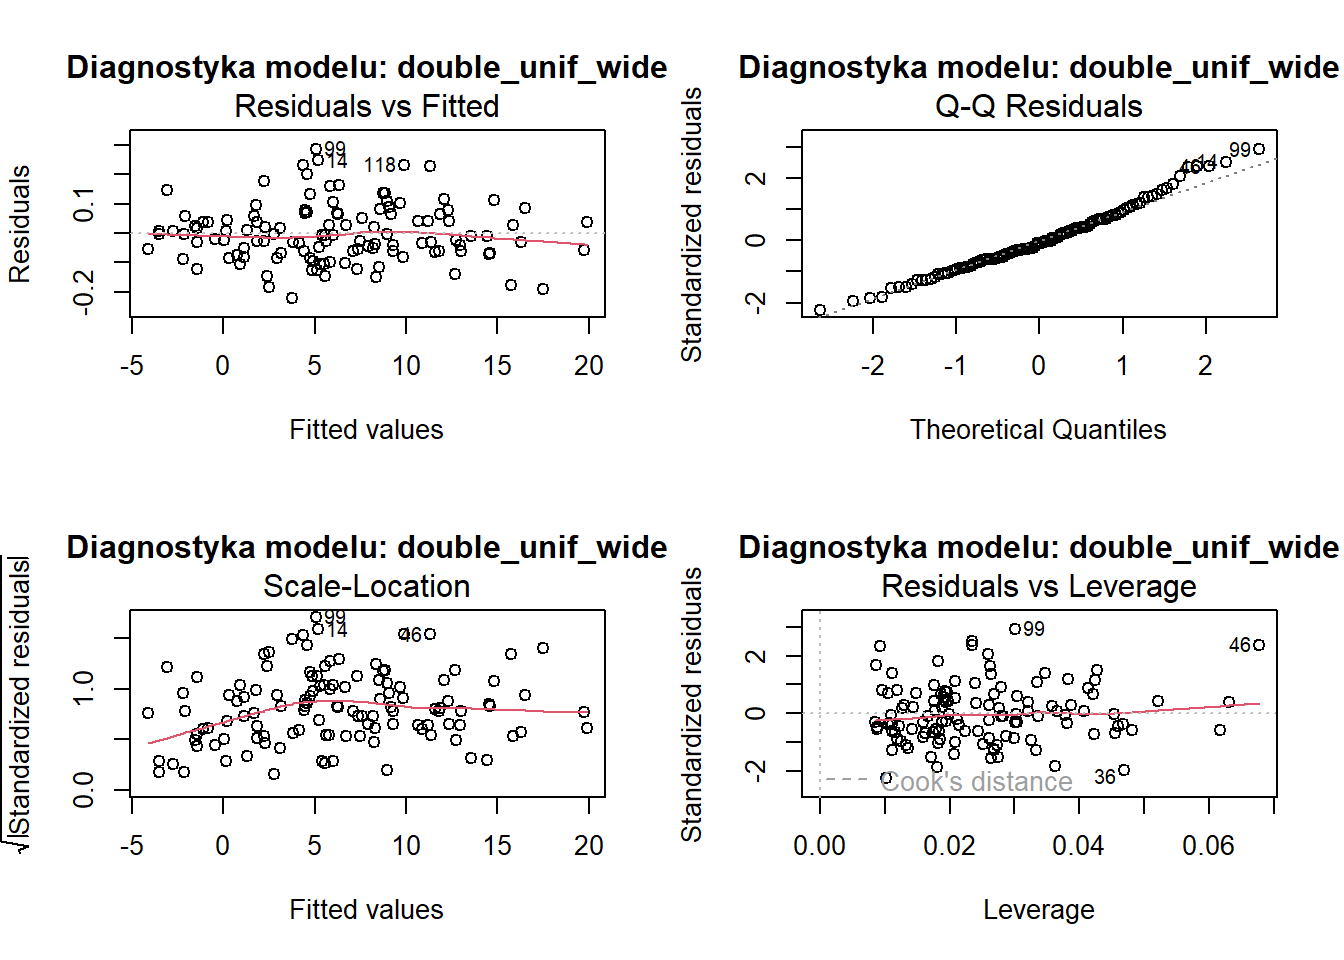 Diagnostyka modelu: double_unif_wide
Residuals vs Fitted
Residuals
0.1
-0.2
99
14
118
-5 0 5 10 15 20
Fitted values
Diagnostyka modelu: double_unif_wide
Q-Q Residuals
Standardized residuals
2
0
-2
46
14
99
-2 -1 0 1 2
Theoretical Quantiles
Diagnostyka modelu: double_unif_wide
Scale-Location
√|Standardized residuals|
1.0
0.0
99
14
46
-5 0 5 10 15 20
Fitted values
Diagnostyka modelu: double_unif_wide
Residuals vs Leverage
Standardized residuals
2
0
-2
99
46
36
Cook's distance
0.00 0.02 0.04 0.06
Leverage